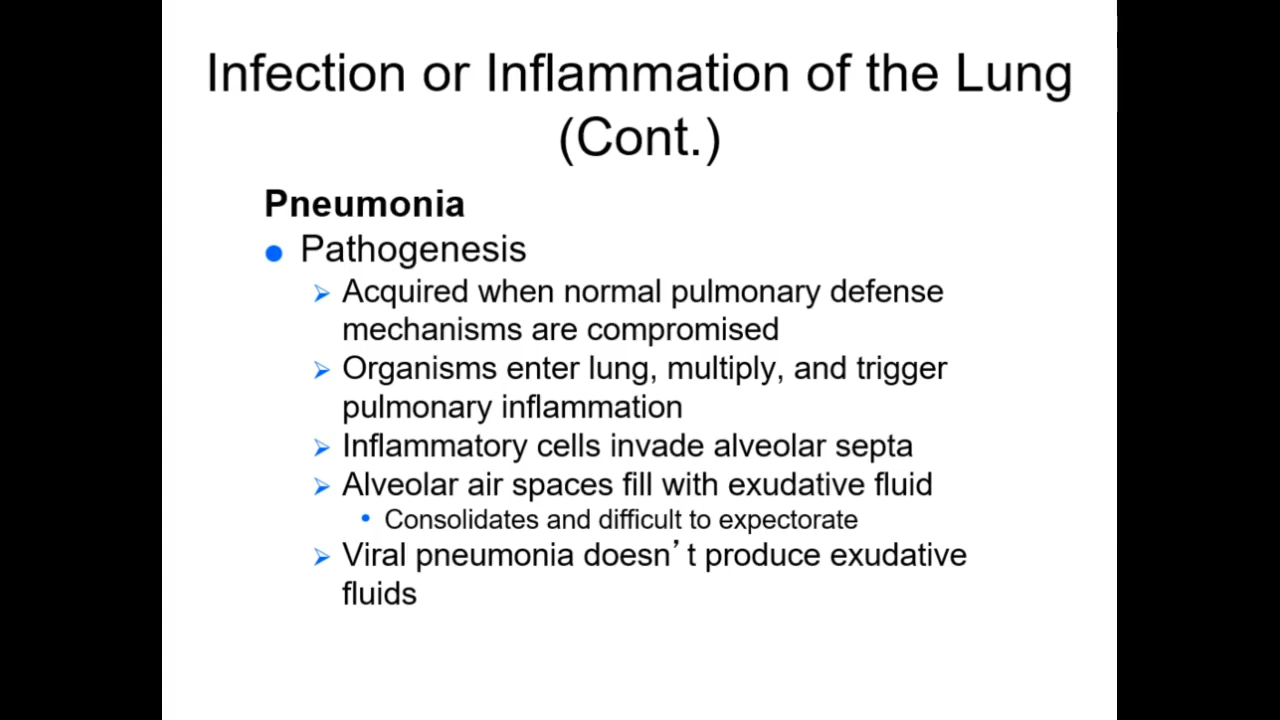 Infection or Inflammation of the Lung
(Cont.)
Pneumonia
Pathogenesis
Acquired when normal pulmonary defense
mechanisms are compromised
Organisms enter lung, multiply, and trigger
pulmonary inflammation
Inflammatory cells invade alveolar septa
Alveolar air spaces fill with exudative fluid
Consolidates and difficult to expectorate
Viral pneumonia doesn’t produce exudative
fluids